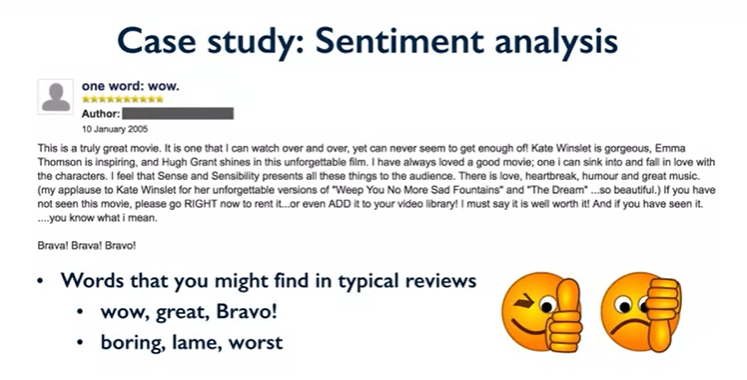 Case study: Sentiment analysis
one word: wow.
Author:
10 January 2005
This is a truly great movie. It is one that I can watch over and over, yet can never seem to get enough of! Kate Winslet is gorgeous, Emma
Thomson is inspiring, and Hugh Grant shines in this unforgettable film. I have always loved a good movie; one i can sink into and fall in love with
the characters. I feel that Sense and Sensibility presents all these things to the audience. There is love, heartbreak, humour and great music.
(my applause to Kate Winslet for her unforgettable versions of "Weep You No More Sad Fountains" and "The Dream" ...so beautiful.) If you have
not seen this movie, please go RIGHT now to rent it...or even ADD it to your video library! I must say it is well worth it! And if you have seen it.
....you know what i mean.
Brava! Brava! Bravo!
• Words that you might find in typical reviews
• wow, great, Bravo!
• boring, lame, worst